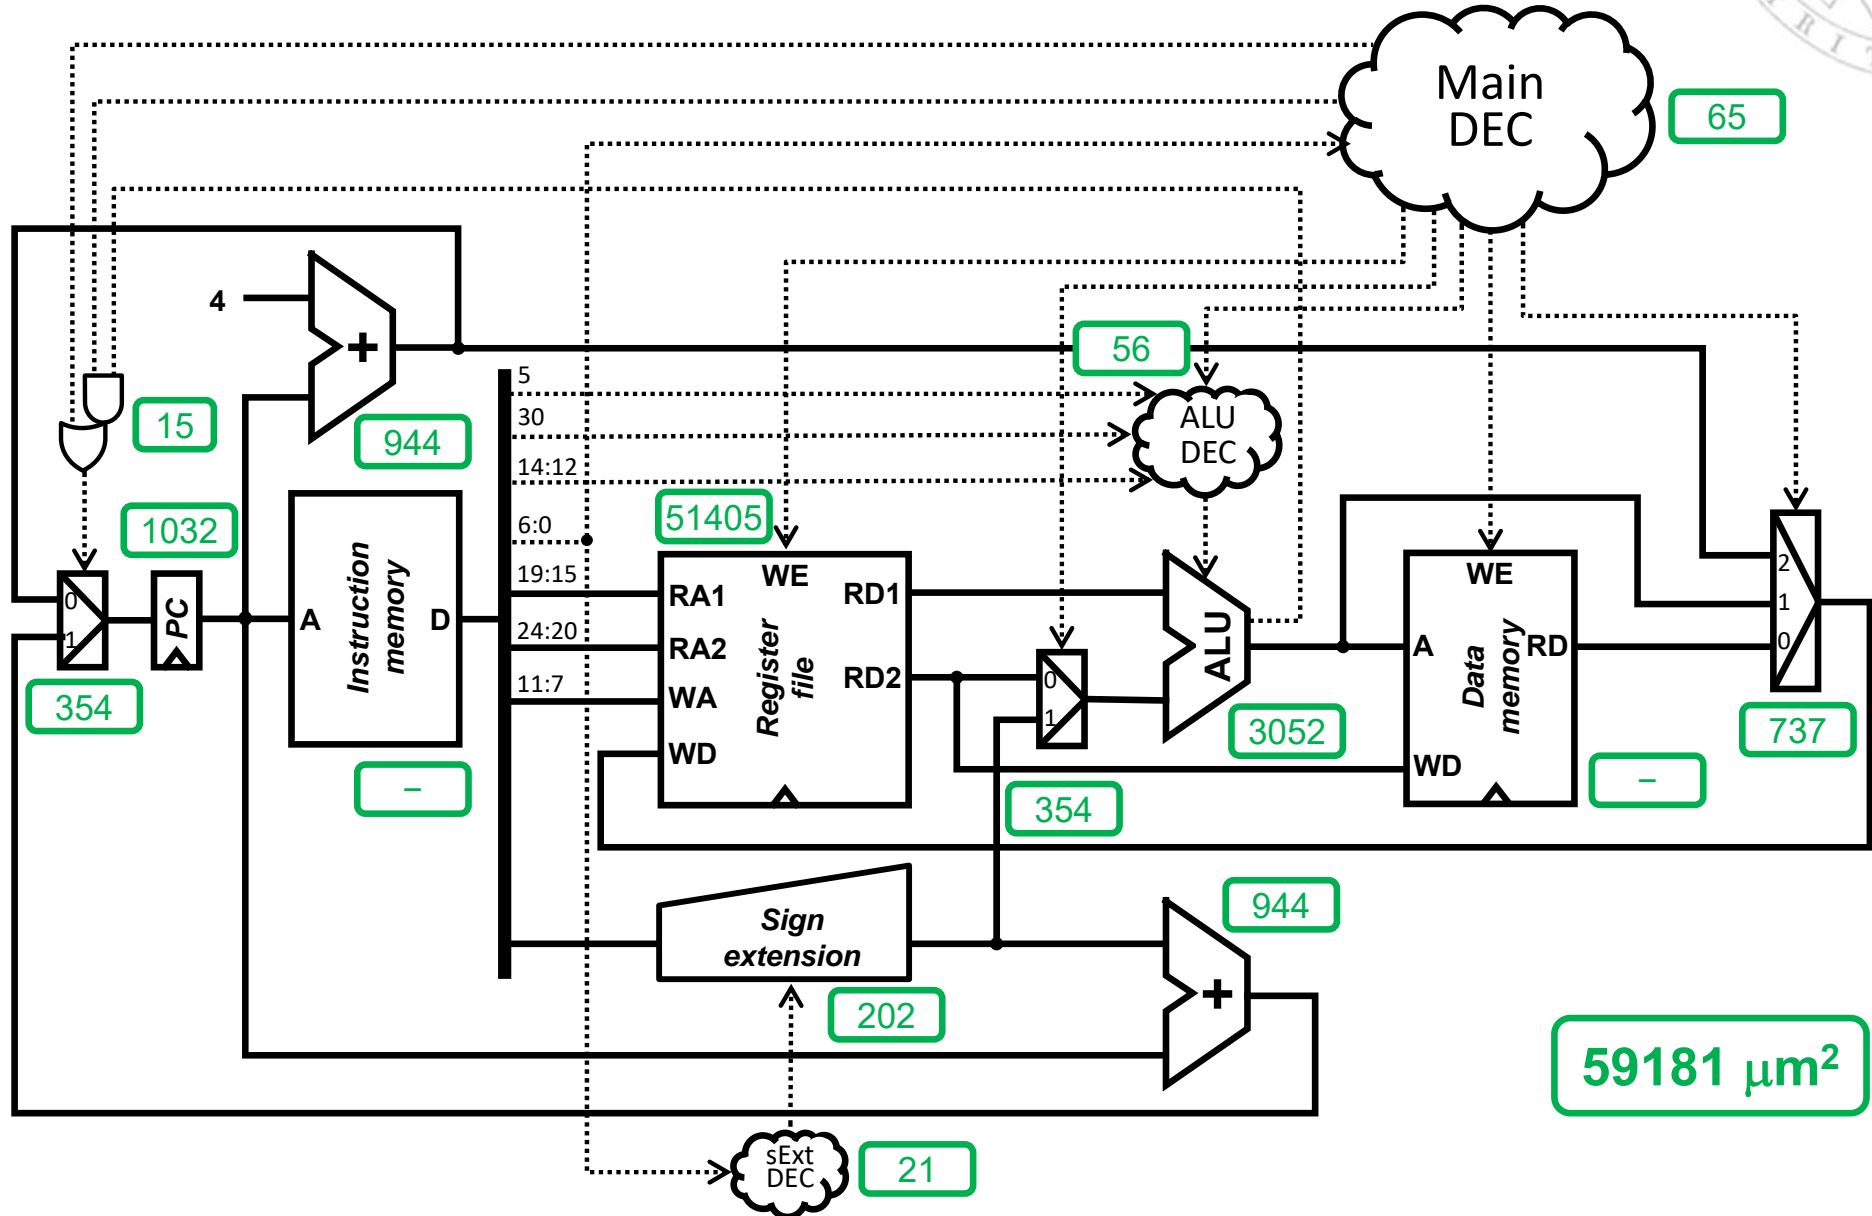 Main
DEC
65
4
+
944
15
56
5
30
14:12
6:0
19:15
24:20
11:7
ALU
DEC
1032
0
1
354
PC
A
Instruction
memory
D
–
51405
WE
RA1
RA2
WA
WD
Register
file
RD1
RD2
0
1
354
ALU
3052
WE
A
WD
Data
memory
RD
–
2
1
0
737
Sign
extension
202
944
+
sExt
DEC
21
59181 μm²
R I T